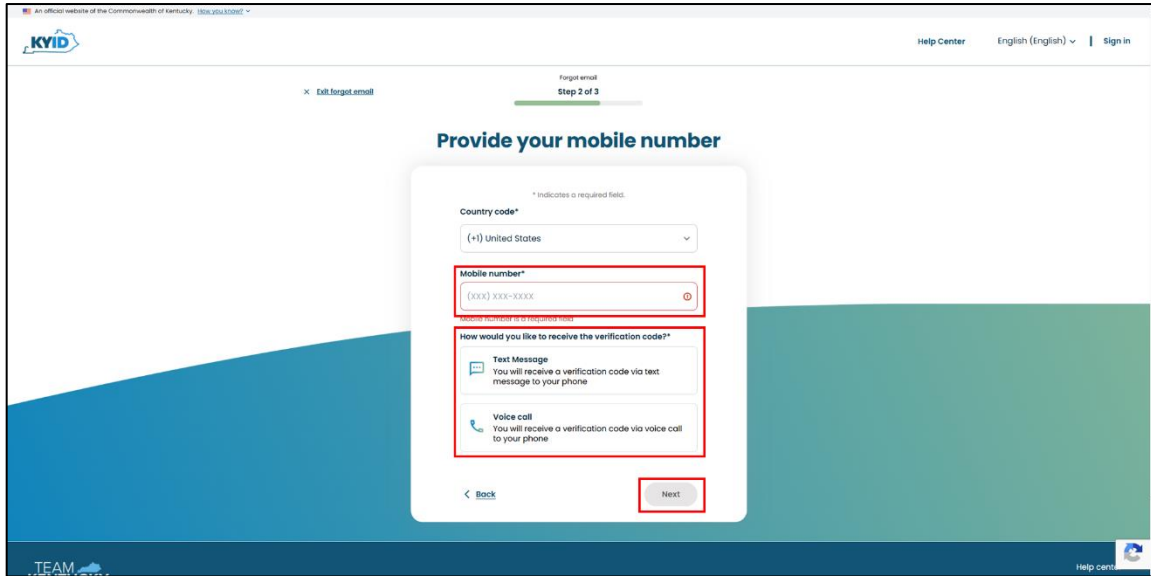 An official website of the Commonwealth of Kentucky. How you know?
KYID
Help Center
English (English)
Sign in
Forgot email
Exit forgot email
Step 2 of 3
Provide your mobile number
* Indicates a required field.
Country code*
(+1) United States
Mobile number*
(XXX) XXX-XXXX
Mobile number is a required field
How would you like to receive the verification code?*
Text Message
You will receive a verification code via text
message to your phone
Voice call
You will receive a verification code via voice call
to your phone
Back
Next
TEAM
KENTUCKY
Help cent